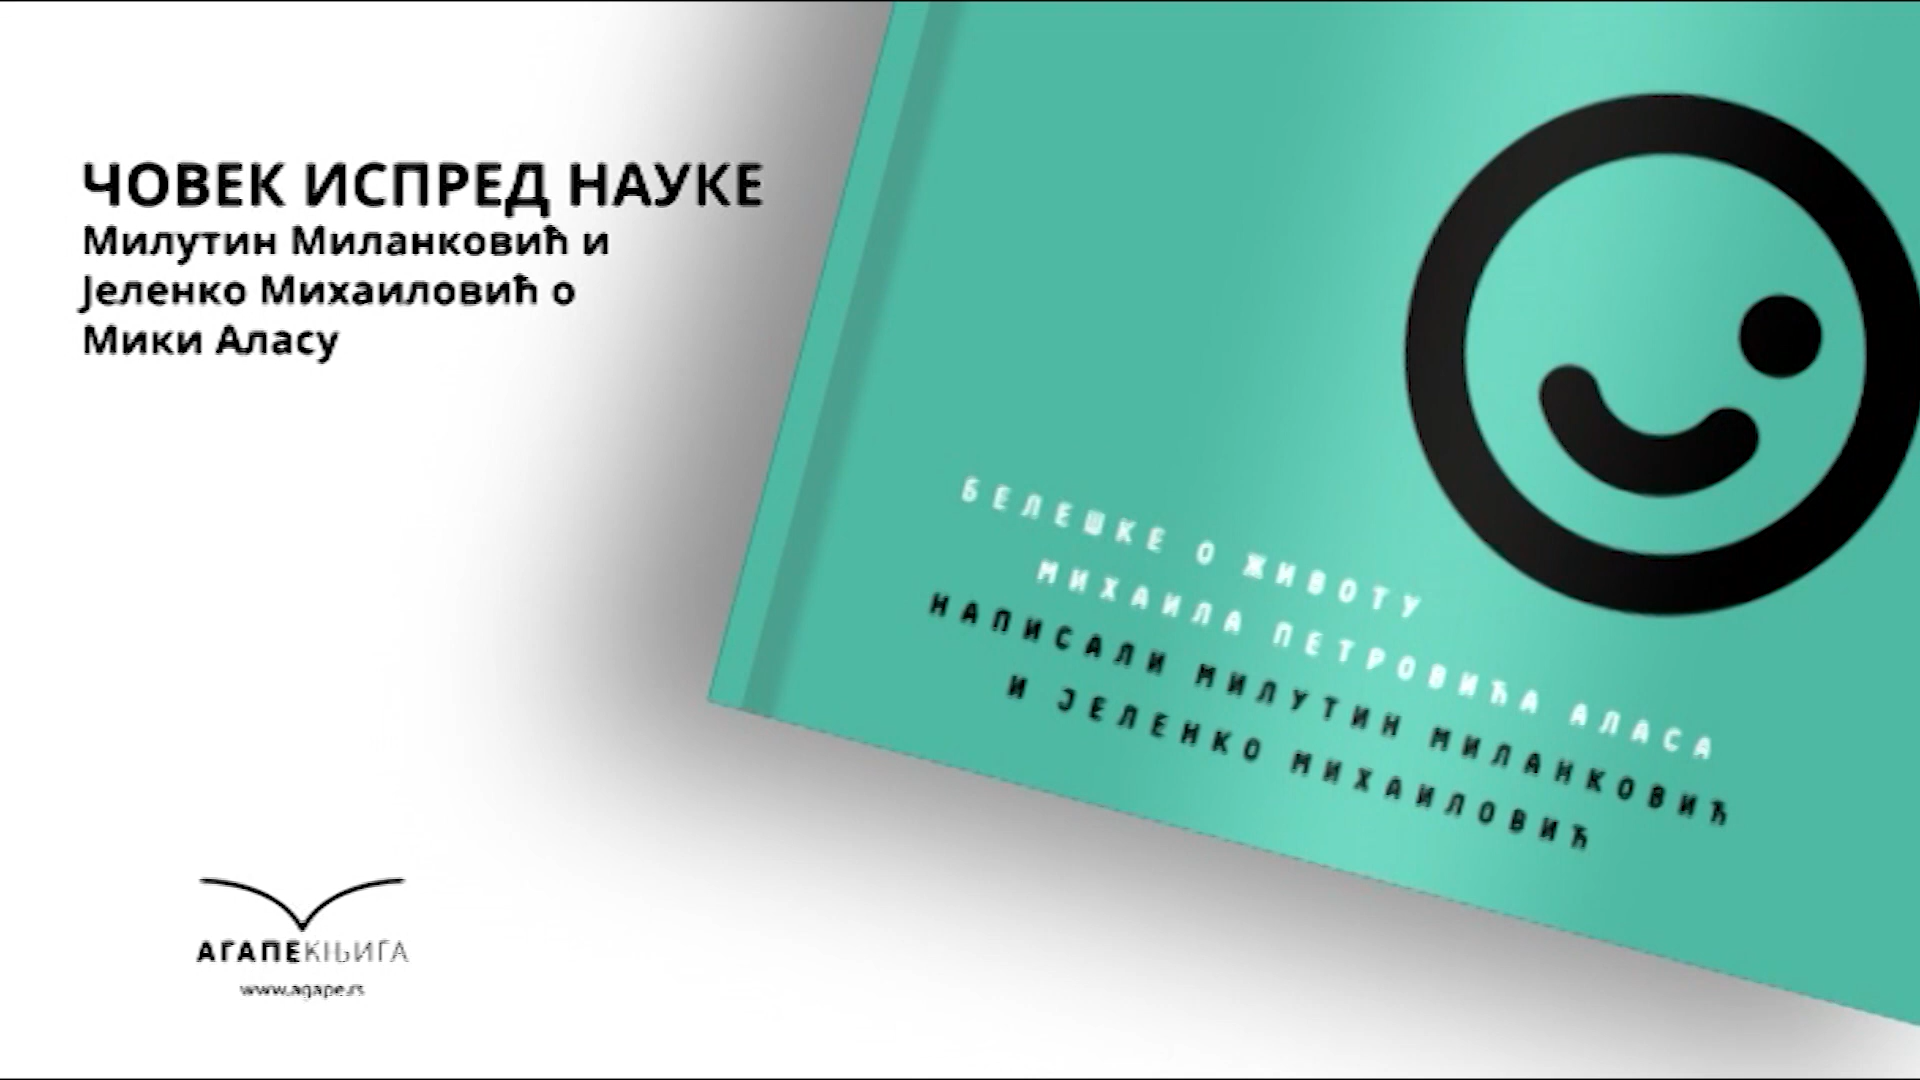 ЧОВЕК ИСПРЕД НАУКЕ
Милутин Миланковић и
Јеленко Михаиловић о
Мики Аласу
БЕЛЕШКЕ О ЖИВОТУ
МИХАИЛА ПЕТРОВИЋА АЛАСА
НАПИСАЛИ МИЛУТИН МИЛАНКОВИЋ
И ЈЕЛЕНКО МИХАИЛОВИЋ
АГАПЕКЊИГА
www.agape.rs